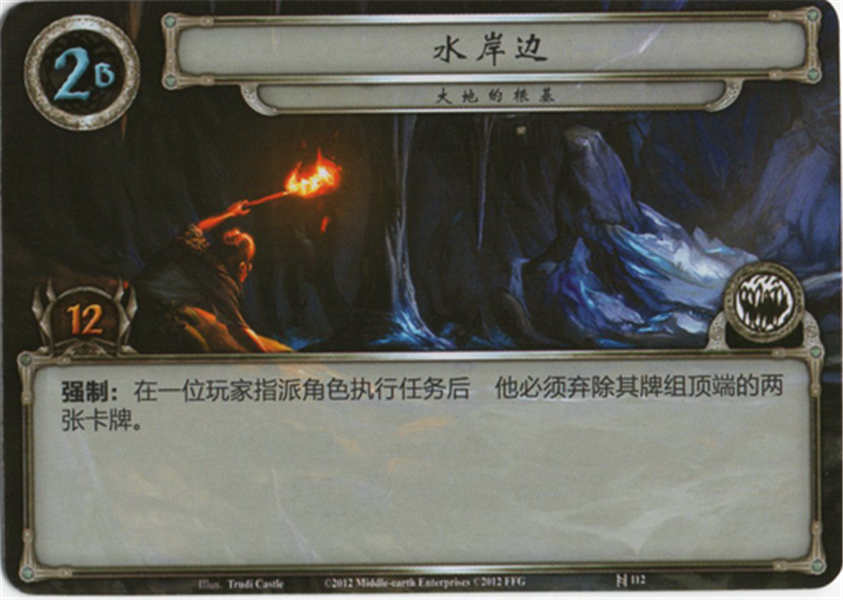 2B
水岸边
大地的根基
12
强制：在一位玩家指派角色执行任务后 他必须弃除其牌组顶端的两
张卡牌。
Illus. Trudi Castle ©2012 Middle-earth Enterprises ©2012 FFG 112